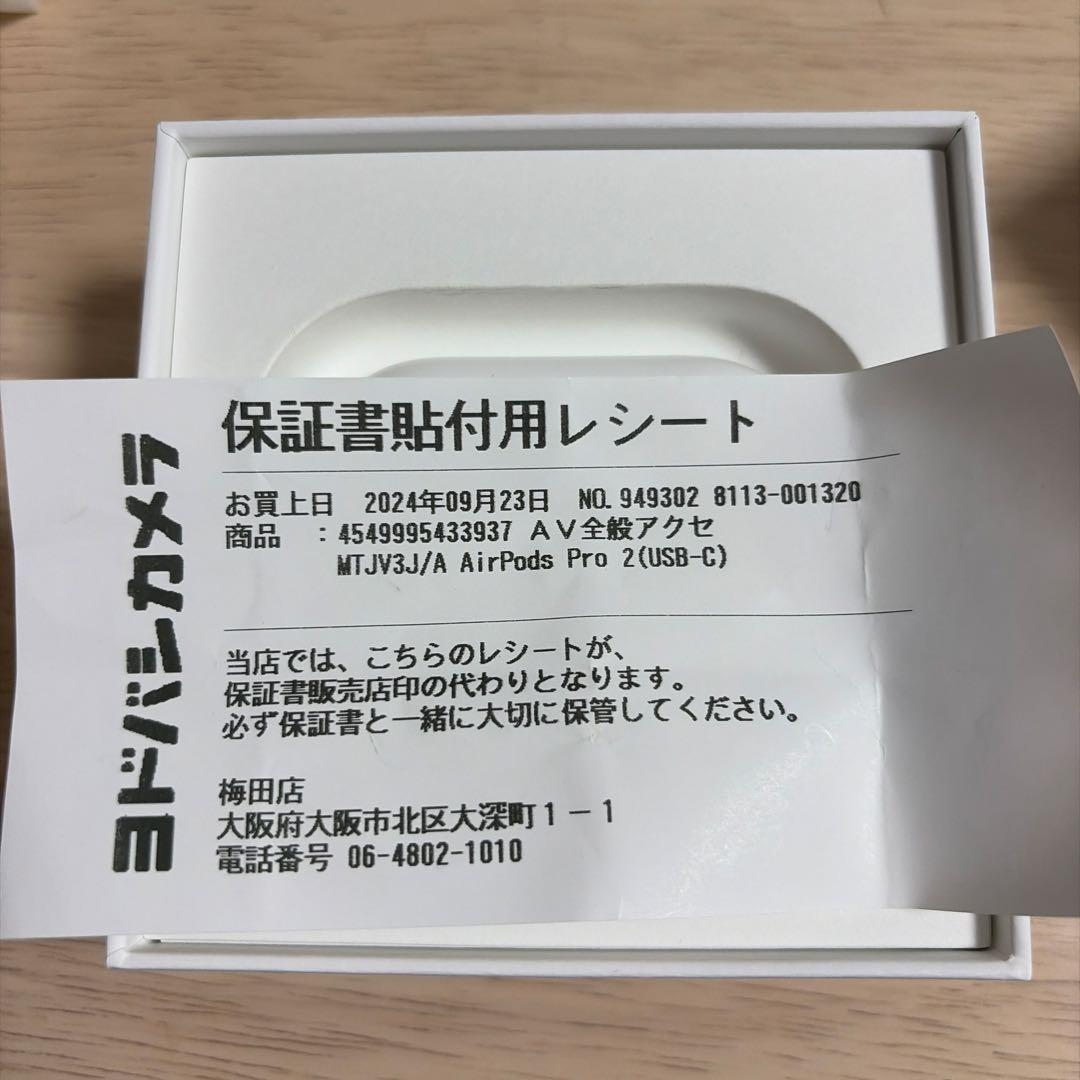 ヨドバシカメラ
保証書貼付用レシート
お買上日 2024年09月23日 NO. 949302 8113-001320
商品 : 4549995433937 AV全般アクセ
MTJV3J/A AirPods Pro 2(USB-C)
当店では、こちらのレシートが、
保証書販売店印の代わりとなります。
必ず保証書と一緒に大切に保管してください。
梅田店
大阪府大阪市北区大深町1-1
電話番号 06-4802-1010